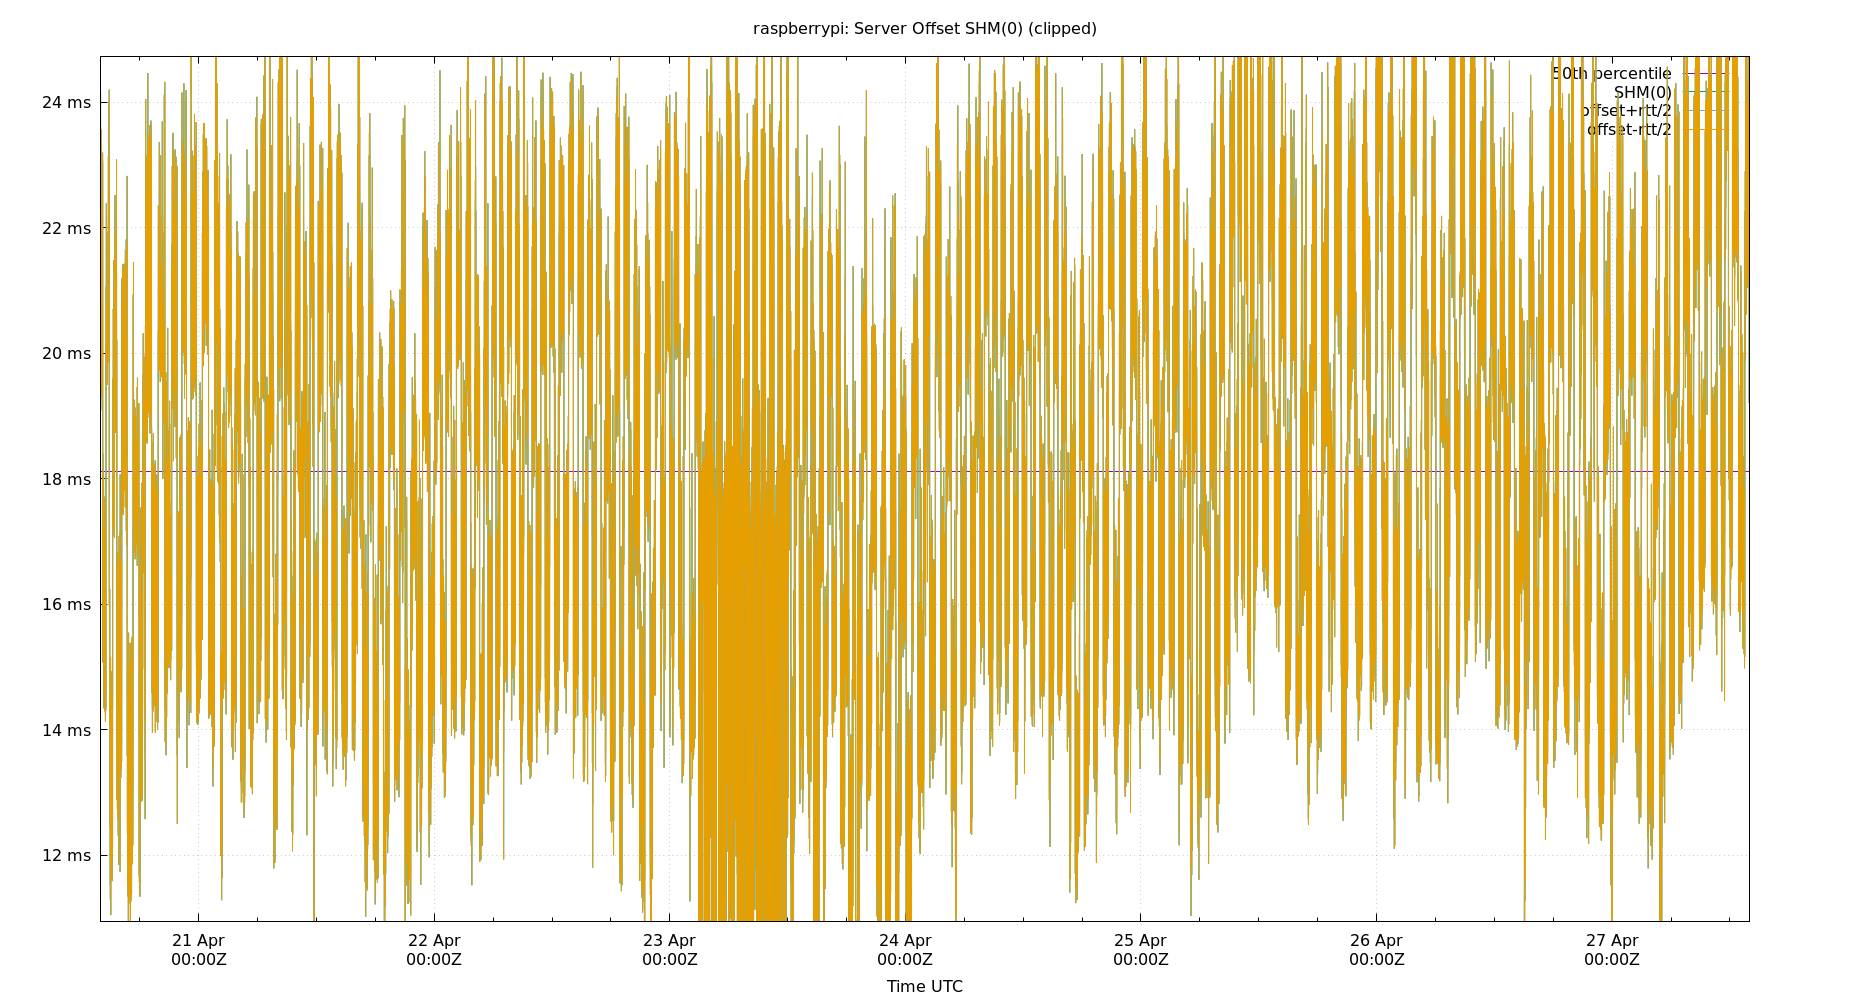 raspberrypi: Server Offset SHM(0) (clipped)
50th percentile
SHM(0)
offset+rtt/2
offset-rtt/2
24 ms
22 ms
20 ms
18 ms
16 ms
14 ms
12 ms
21 Apr 22 Apr 23 Apr 24 Apr 25 Apr 26 Apr 27 Apr
00:00Z 00:00Z 00:00Z 00:00Z 00:00Z 00:00Z 00:00Z
Time UTC